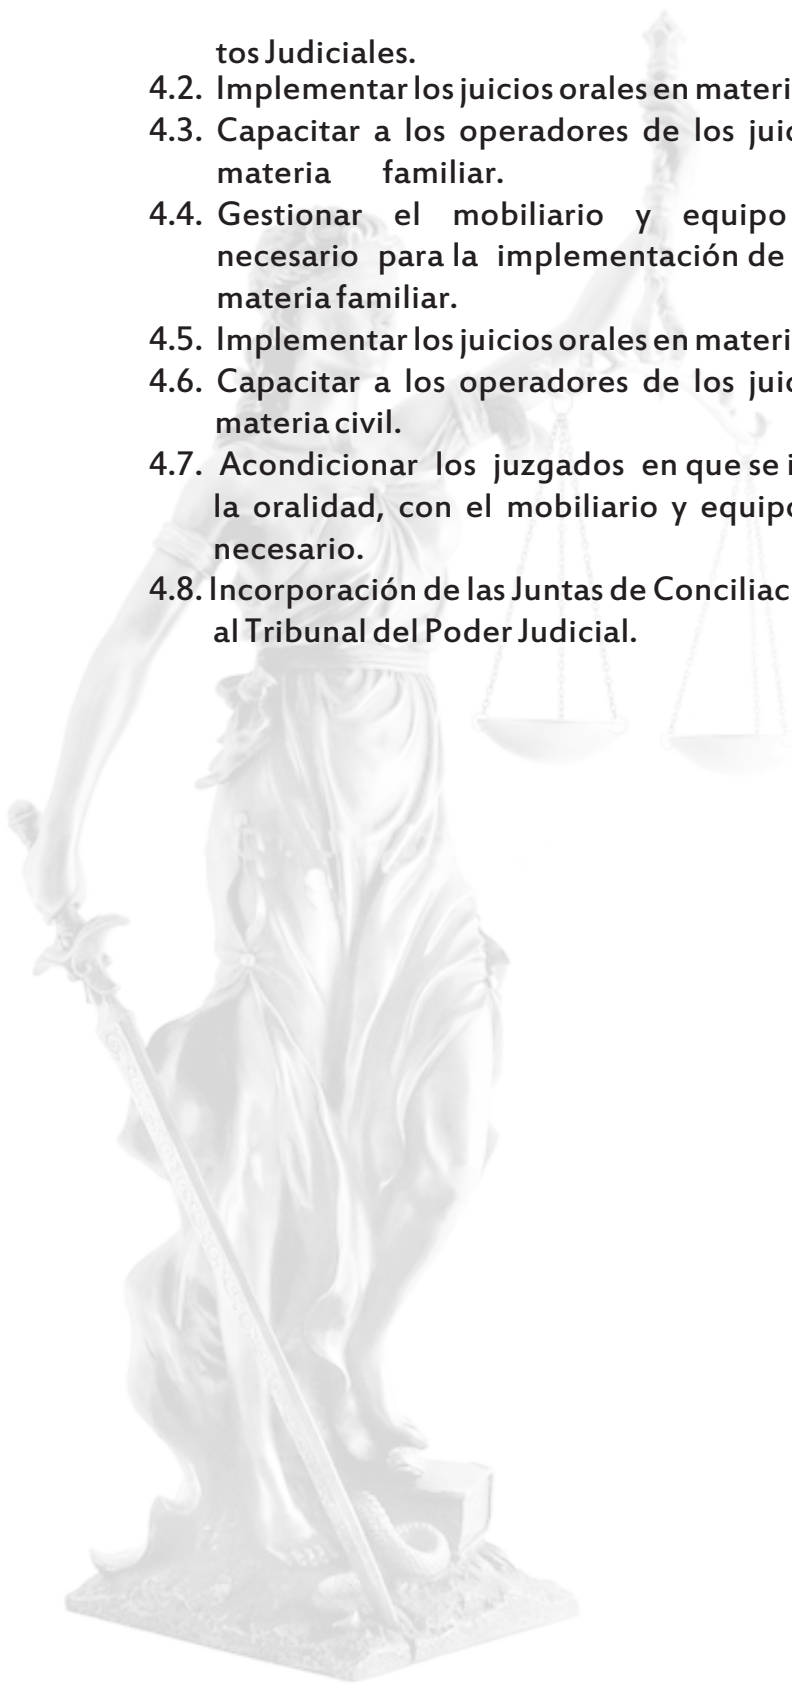 tos Judiciales.
4.2. Implementar los juicios orales en materi
4.3. Capacitar a los operadores de los juic
materia familiar.
4.4. Gestionar el mobiliario y equipo
necesario para la implementación de
materia familiar.
4.5. Implementar los juicios orales en materi
4.6. Capacitar a los operadores de los juic
materia civil.
4.7. Acondicionar los juzgados en que se i
la oralidad, con el mobiliario y equipo
necesario.
4.8. Incorporación de las Juntas de Conciliac
al Tribunal del Poder Judicial.